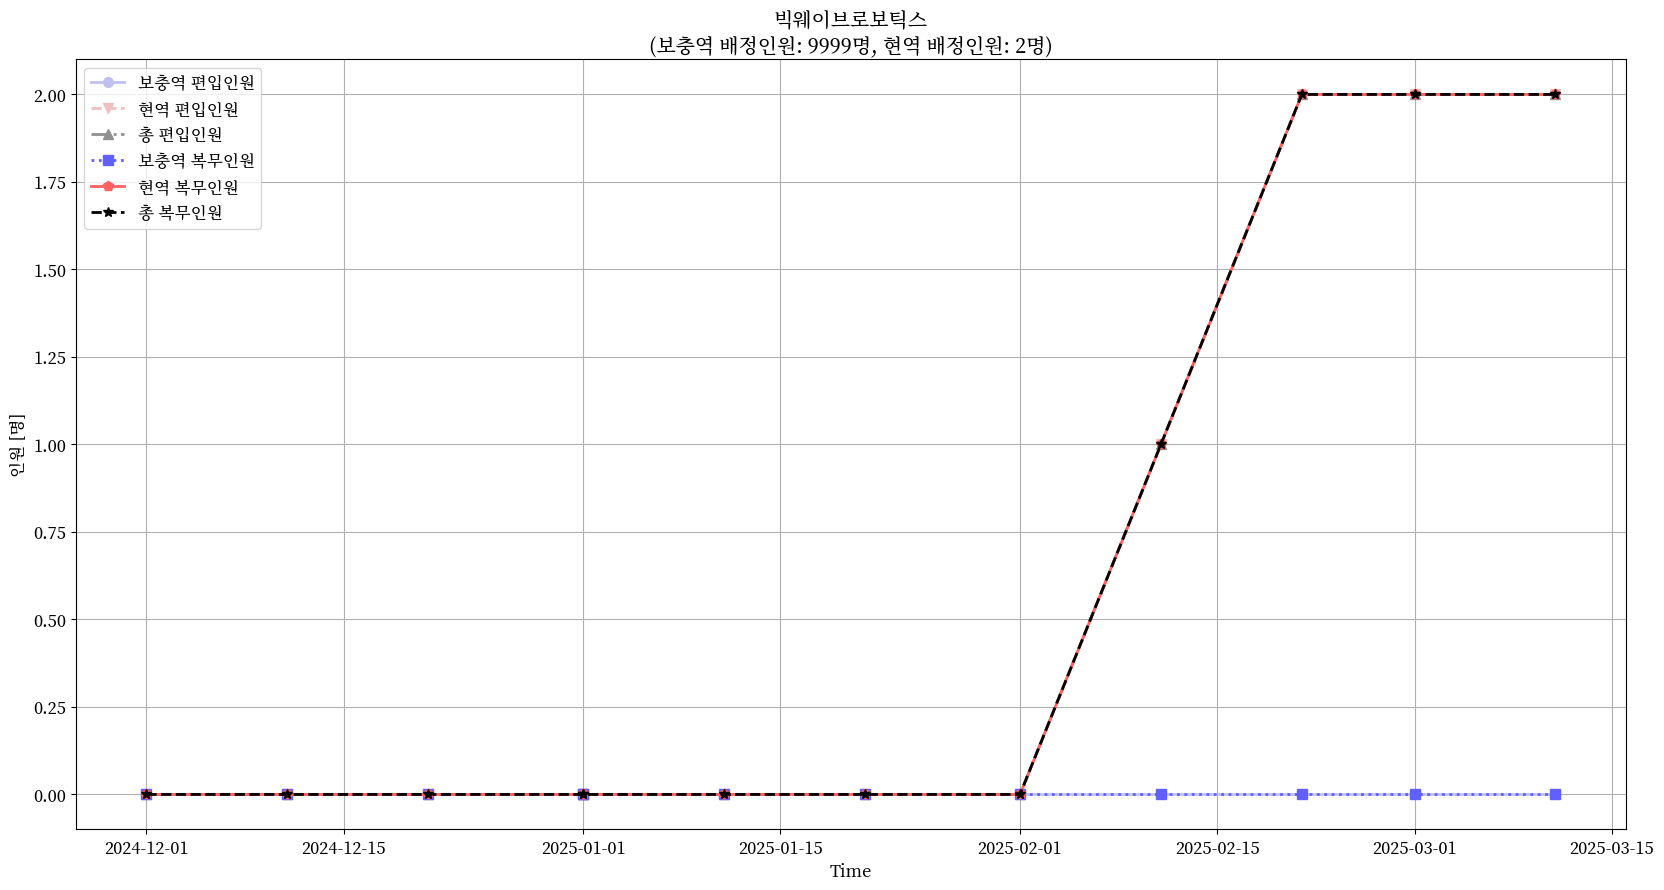 빅웨이브로보틱스
(보충역 배정인원: 9999명, 현역 배정인원: 2명)
보충역 편입인원
현역 편입인원
총 편입인원
보충역 복무인원
현역 복무인원
총 복무인원
2.00
1.75
1.50
1.25
1.00
0.75
0.50
0.25
0.00
인원 [명]
2024-12-01
2024-12-15
2025-01-01
2025-01-15
2025-02-01
2025-02-15
2025-03-01
2025-03-15
Time